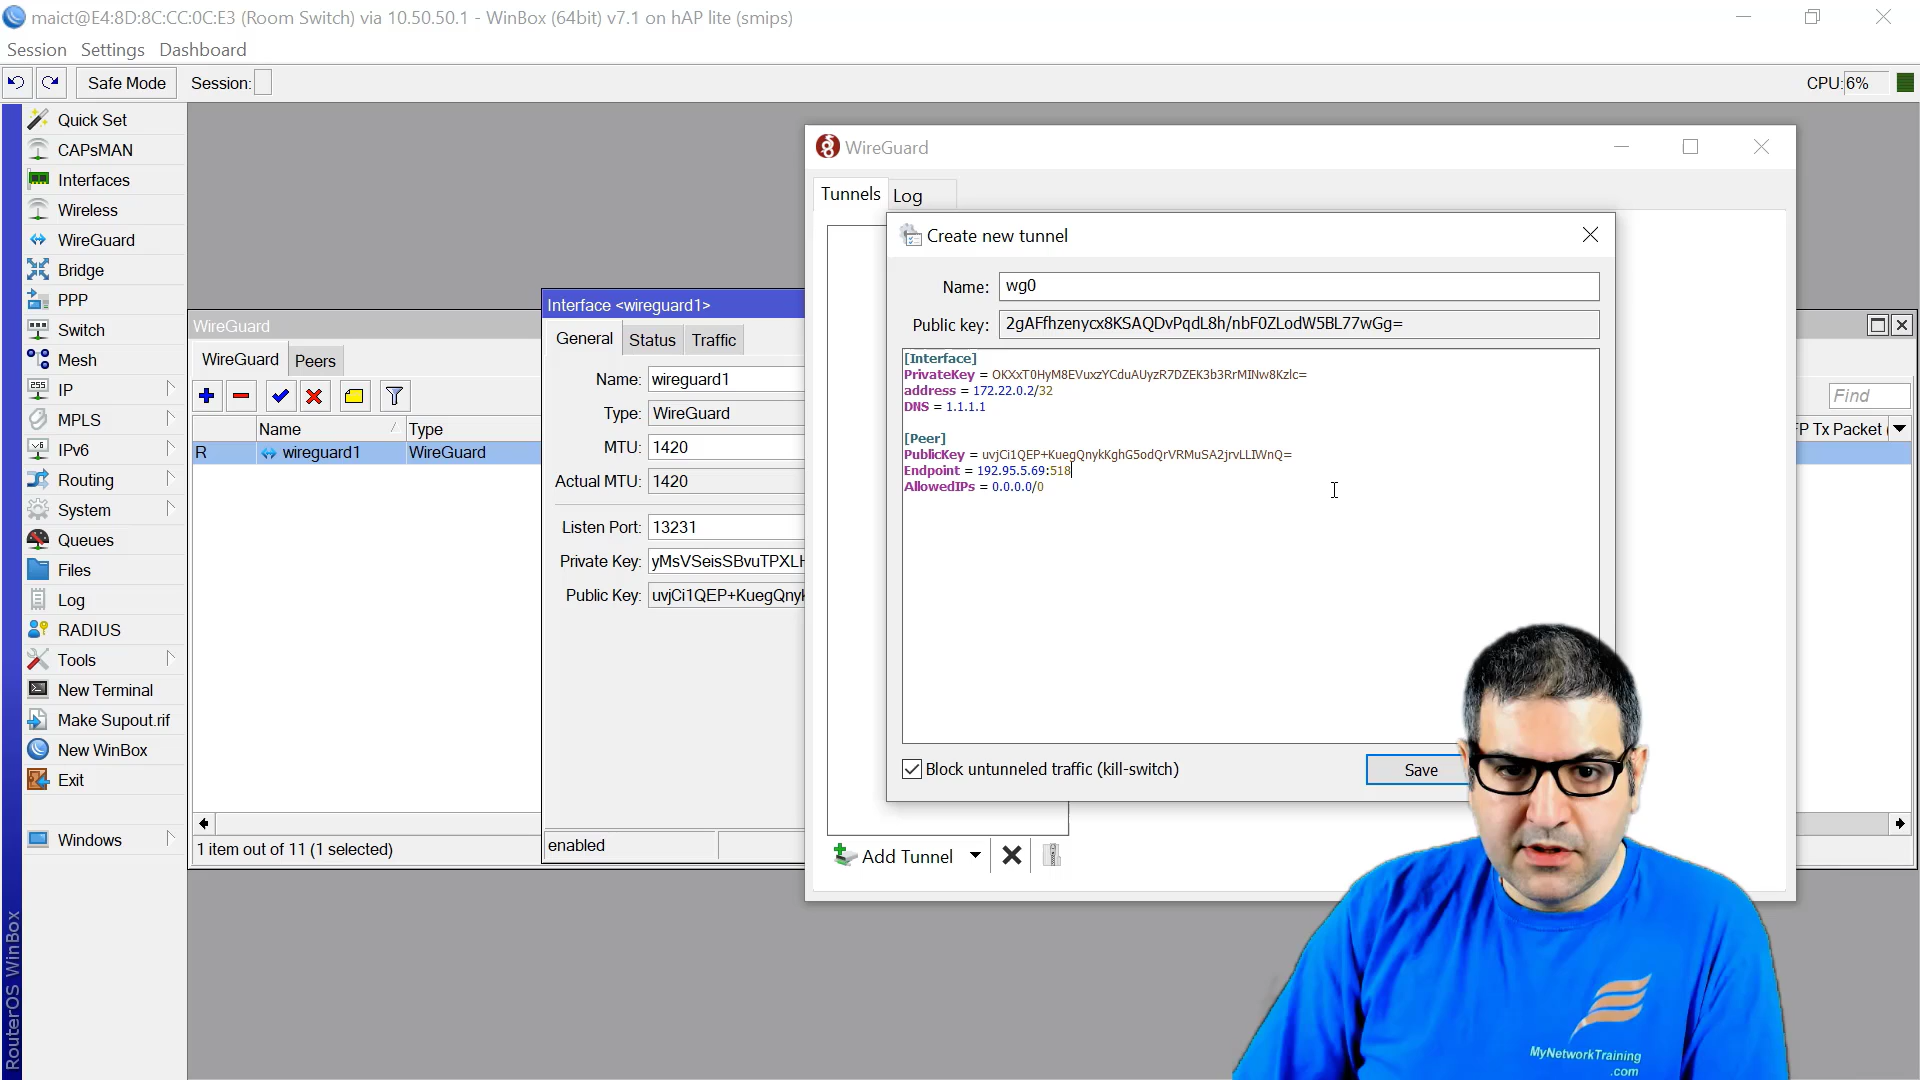 maict@E4:8D:8C:CC:0C:E3 (Room Switch) via 10.50.50.1 - WinBox (64bit) v7.1 on hAP lite (smips)
Session Settings Dashboard
Safe Mode Session: CPU: 6%
Quick Set
CAPsMAN
Interfaces
Wireless
WireGuard
Bridge
PPP
Switch
Mesh
IP
MPLS
IPv6
Routing
System
Queues
Files
Log
RADIUS
Tools
New Terminal
Make Supout.rif
New WinBox
Exit
Windows
RouterOS WinBox
WireGuard
WireGuard Peers
Name Type
R wireguard1 WireGuard
1 item out of 11 (1 selected)
Interface <wireguard1>
General Status Traffic
Name: wireguard1
Type: WireGuard
MTU: 1420
Actual MTU: 1420
Listen Port: 13231
Private Key: yMsVSeisSBvuTPXLH
Public Key: uvjCi1QEP+KuegQnyk
enabled
WireGuard
Tunnels Log
Create new tunnel
Name: wg0
Public key: 2gAFfhzenycx8KSAQDvPqdL8h/nbF0ZLodW5BL77wGg=
[Interface]
PrivateKey = OKXxT0HyM8EVuxzYCduAUyzR7DZEK3b3RrMINw8Kzlc=
address = 172.22.0.2/32
DNS = 1.1.1.1
[Peer]
PublicKey = uvjCi1QEP+KuegQnykKghG5odQrVRMuSA2jrvLLIWnQ=
Endpoint = 192.95.5.69:518
AllowedIPs = 0.0.0.0/0
Block untunneled traffic (kill-switch)
Save
Add Tunnel
Find
FP Tx Packet (
MyNetworkTraining
.com